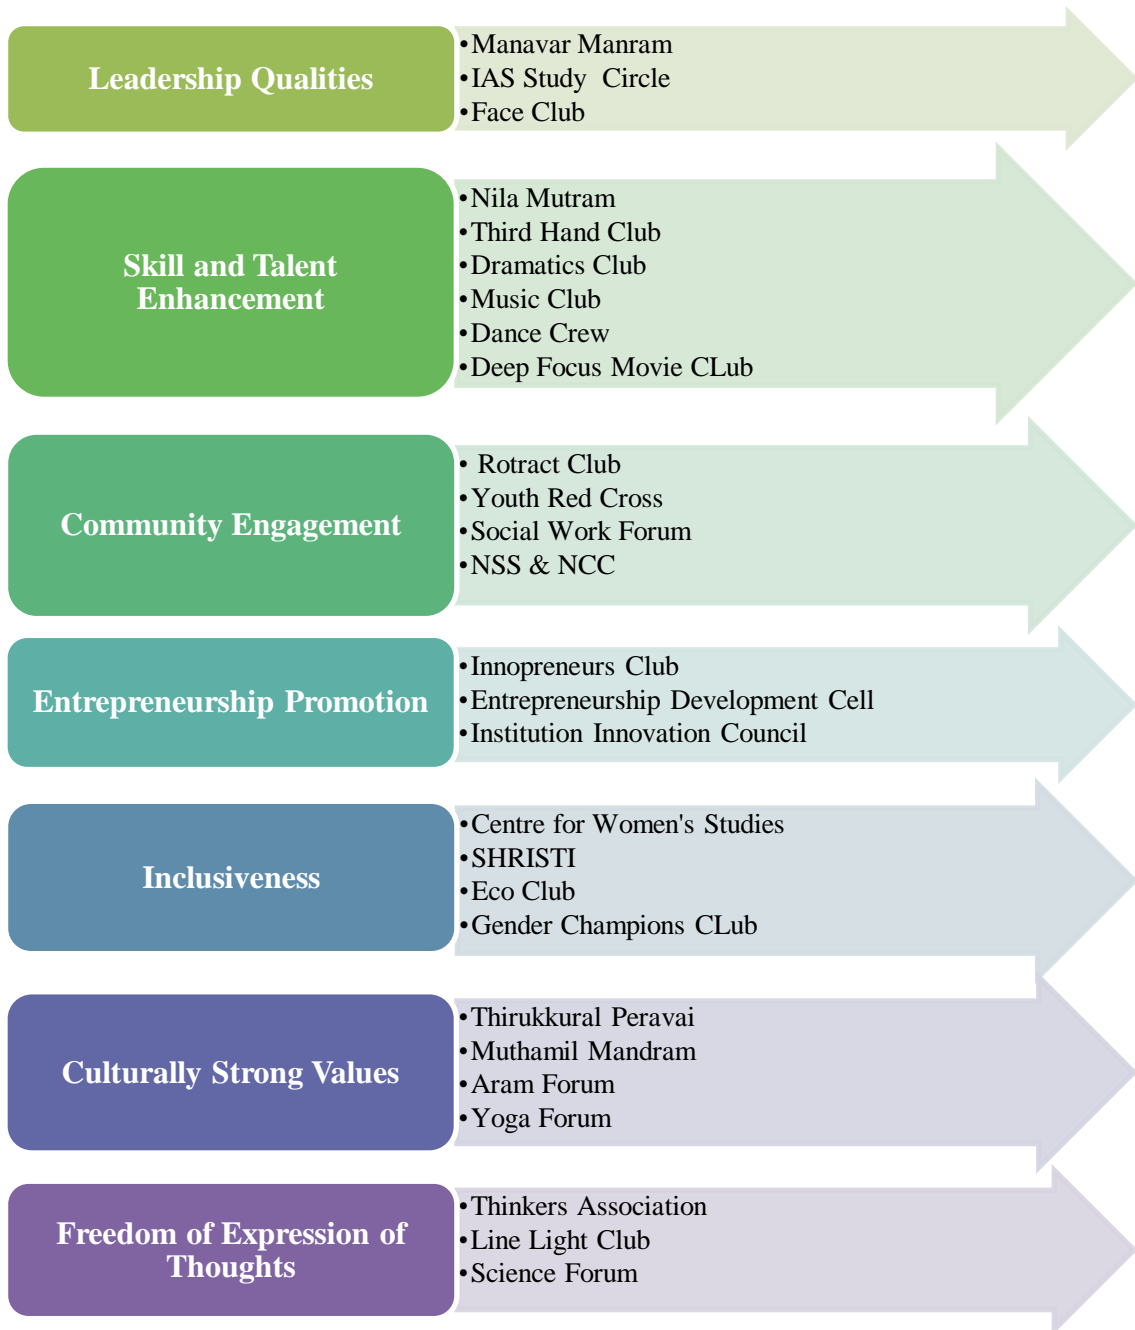 Leadership Qualities
•Manavar Manram
•IAS Study Circle
•Face Club
Skill and Talent
Enhancement
•Nila Mutram
•Third Hand Club
•Dramatics Club
•Music Club
•Dance Crew
•Deep Focus Movie CLub
Community Engagement
• Rotract Club
•Youth Red Cross
•Social Work Forum
•NSS & NCC
Entrepreneurship Promotion
•Innopreneurs Club
•Entrepreneurship Development Cell
•Institution Innovation Council
Inclusiveness
•Centre for Women's Studies
•SHRISTI
•Eco Club
•Gender Champions CLub
Culturally Strong Values
•Thirukkural Peravai
•Muthamil Mandram
•Aram Forum
•Yoga Forum
Freedom of Expression of
Thoughts
•Thinkers Association
•Line Light Club
•Science Forum